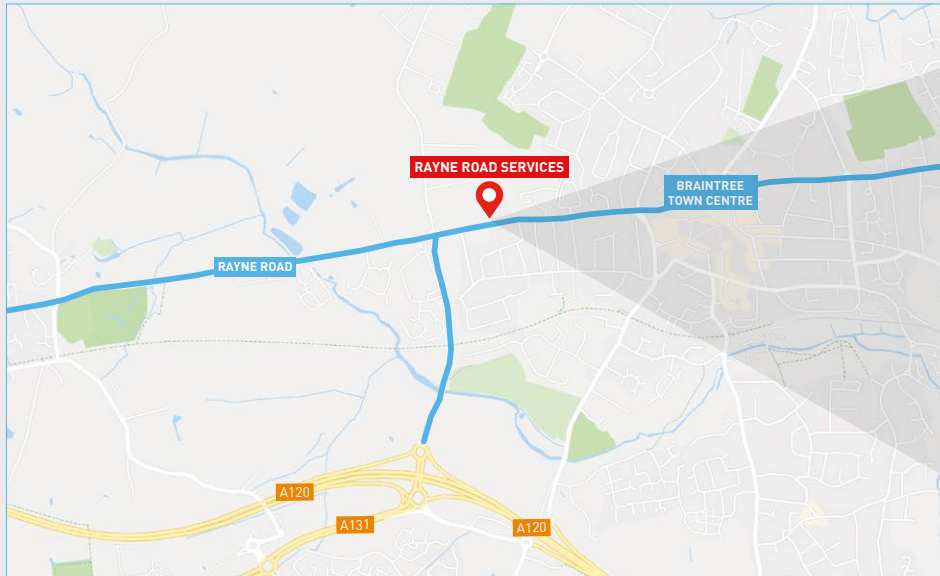 RAYNE ROAD SERVICES
BRAINTREE
TOWN CENTRE
RAYNE ROAD
A120
A131
A120